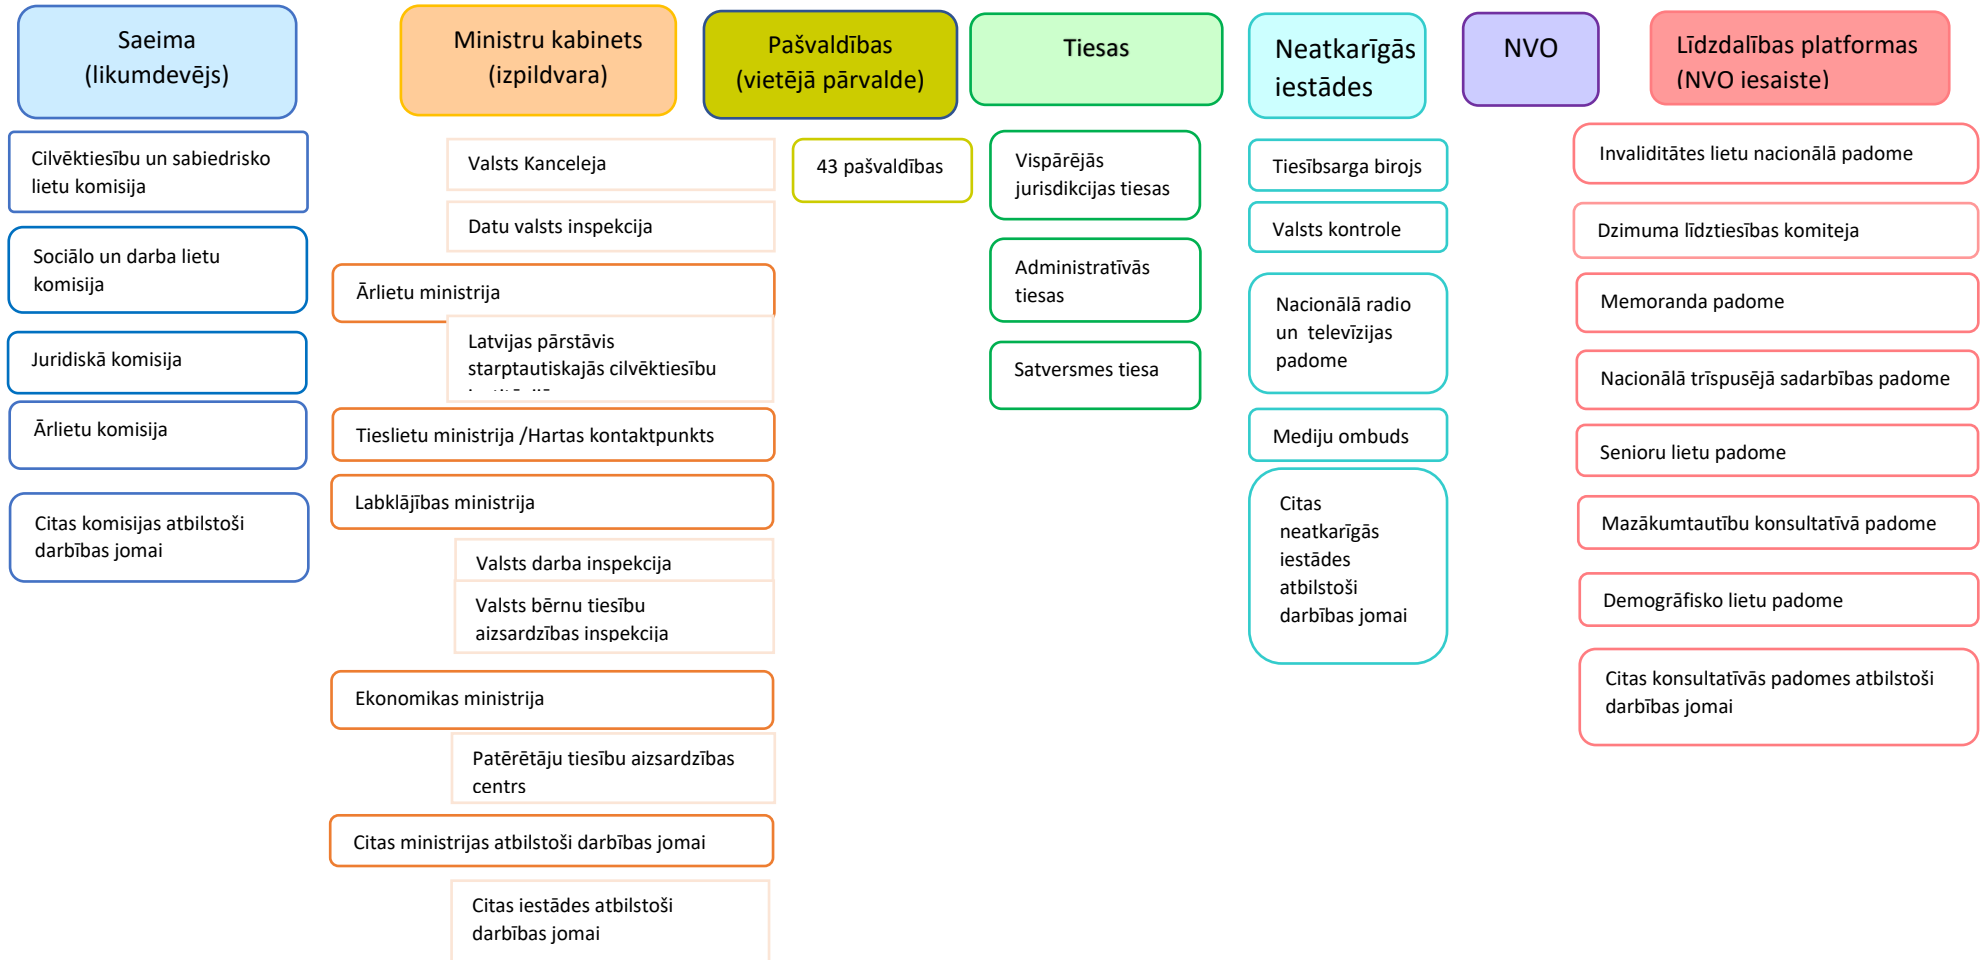 Saeima
(likumdevējs)
Cilvēktiesību un sabiedrisko
lietu komisija
Sociālo un darba lietu
komisija
Juridiskā komisija
Ārlietu komisija
Citas komisijas atbilstoši
darbības jomai
Ministru kabinets
(izpildvara)
Valsts Kanceleja
Datu valsts inspekcija
Ārlietu ministrija
Latvijas pārstāvis
starptautiskajās cilvēktiesību
Tieslietu ministrija /Hartas kontaktpunkts
Labklājības ministrija
Valsts darba inspekcija
Valsts bērnu tiesību
aizsardzības inspekcija
Ekonomikas ministrija
Patērētāju tiesību aizsardzības
centrs
Citas ministrijas atbilstoši darbības jomai
Citas iestādes atbilstoši
darbības jomai
Pašvaldības
(vietējā pārvalde)
43 pašvaldības
Tiesas
Vispārējās
jurisdikcijas tiesas
Administratīvās
tiesas
Satversmes tiesa
Neatkarīgās
iestādes
Tiesībsarga birojs
Valsts kontrole
Nacionālā radio
un televīzijas
padome
Mediju ombuds
Citas
neatkarīgās
iestādes
atbilstoši
darbības jomai
NVO
Līdzdalības platformas
(NVO iesaiste)
Invaliditātes lietu nacionālā padome
Dzimuma līdztiesības komiteja
Memoranda padome
Nacionālā trīspusējā sadarbības padome
Senioru lietu padome
Mazākumtautību konsultatīvā padome
Demogrāfisko lietu padome
Citas konsultatīvās padomes atbilstoši
darbības jomai